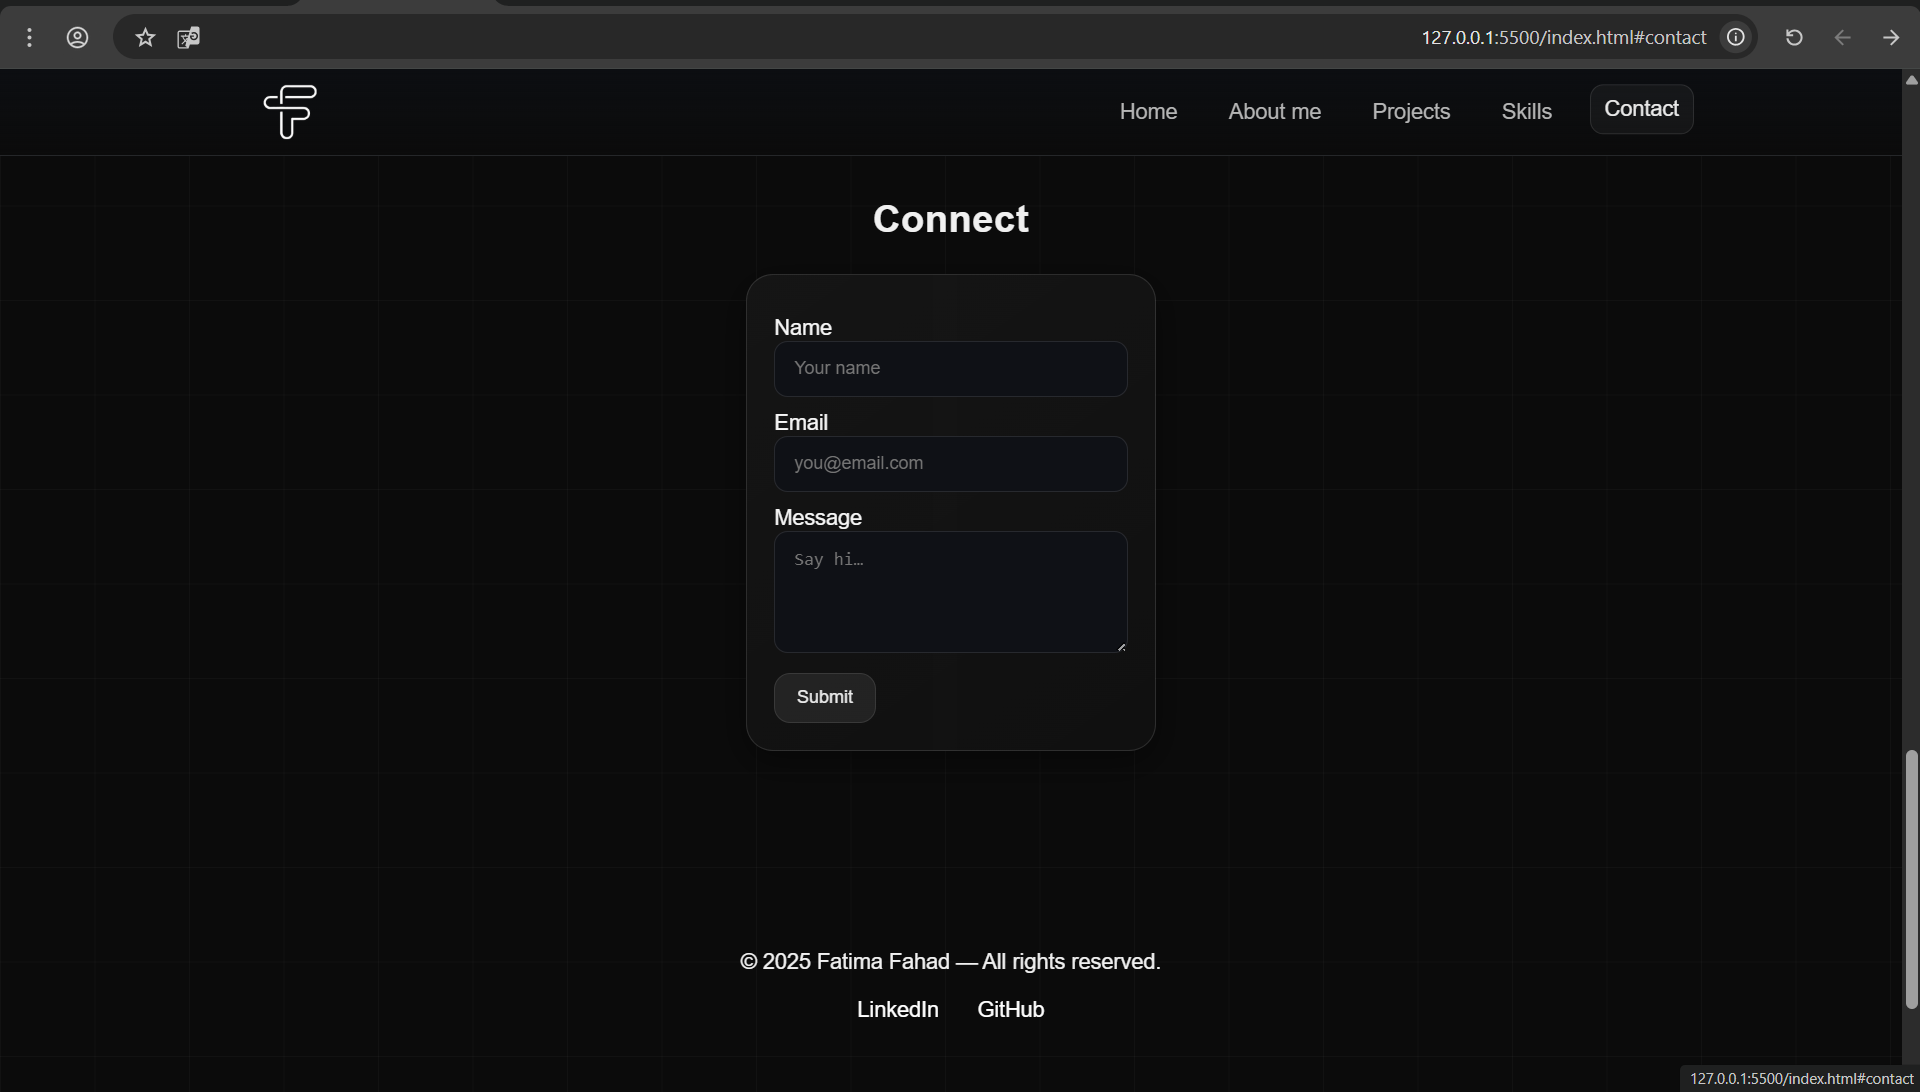 127.0.0.1:5500/index.html#contact
Home
About me
Projects
Skills
Contact
Connect
Name
Your name
Email
you@email.com
Message
Say hi…
Submit
© 2025 Fatima Fahad — All rights reserved.
LinkedIn GitHub
127.0.0.1:5500/index.html#contact